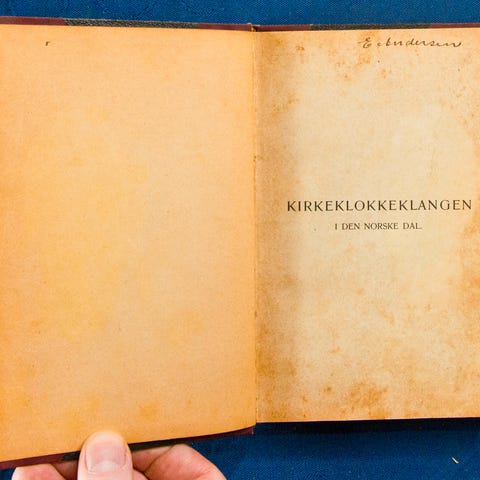 E. Andersen
KIRKEKLOKKEKLANGEN
I DEN NORSKE DAL.